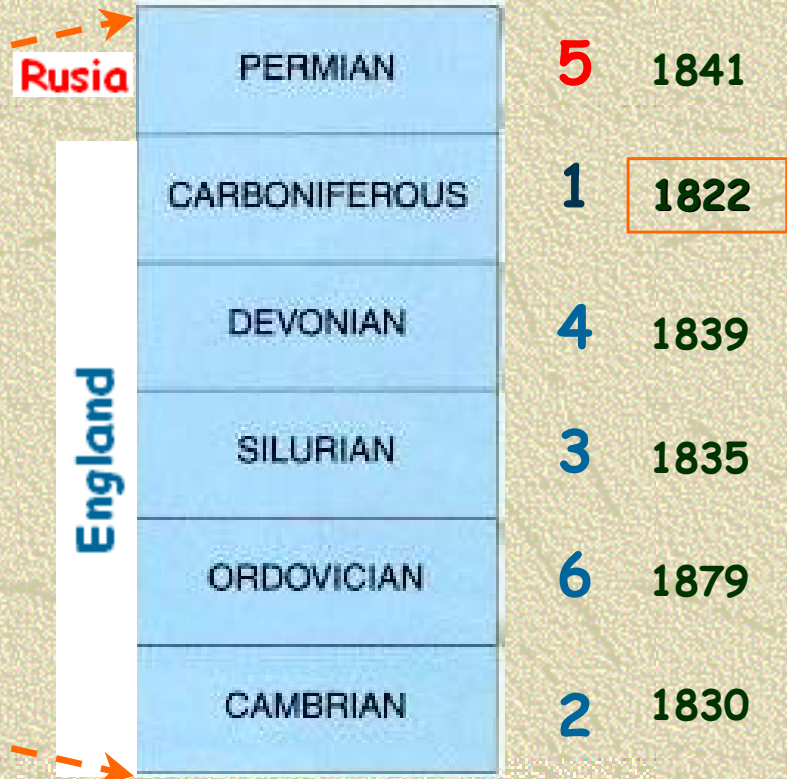 Rusia PERMIAN 5 1841
CARBONIFEROUS 1 1822
DEVONIAN 4 1839
England
SILURIAN 3 1835
ORDOVICIAN 6 1879
CAMBRIAN 2 1830